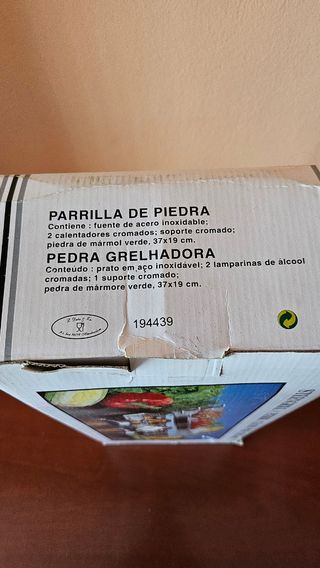 PARRILLA DE PIEDRA
Contiene : fuente de acero inoxidable;
2 calentadores cromados; soporte cromado;
piedra de mármol verde, 37x19 cm.
PEDRA GRELHADORA
Conteúdo : prato em aço inoxidável; 2 lamparinas de álcool
cromadas; 1 suporte cromado;
pedra de mármore verde, 37x19 cm.
194439